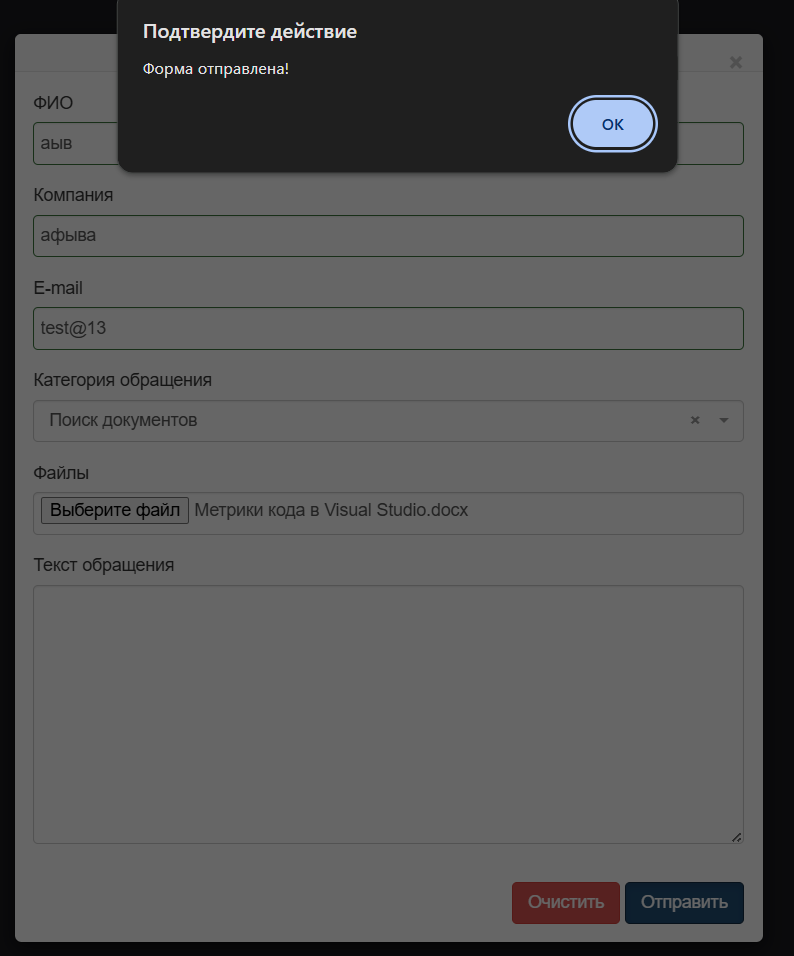 Подтвердите действие
Форма отправлена!
ОК
ФИО
аыв
Компания
афыва
E-mail
test@13
Категория обращения
Поиск документов
Файлы
Выберите файл Метрики кода в Visual Studio.docx
Текст обращения
Очистить Отправить